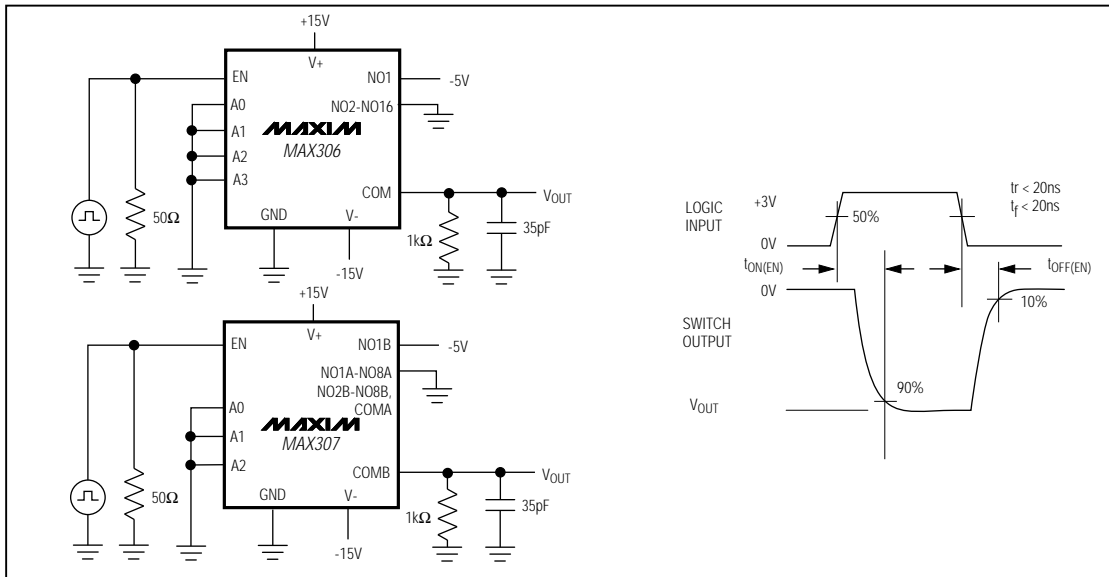 +15V
V+
EN
NO1
-5V
A0
NO2-NO16
A1
MAXIM
A2
MAX306
A3
COM
VOUT
50Ω
GND
V-
1kΩ
35pF
-15V
+15V
V+
EN
NO1B
-5V
NO1A-NO8A
NO2B-NO8B,
COMA
A0
MAXIM
A1
MAX307
A2
COMB
VOUT
50Ω
GND
V-
1kΩ
35pF
-15V
LOGIC
INPUT
+3V
50%
tr < 20ns
tf < 20ns
0V
tON(EN)
tOFF(EN)
0V
10%
SWITCH
OUTPUT
90%
VOUT